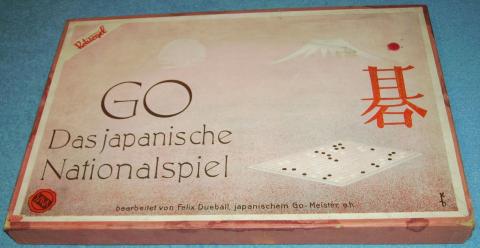 GO
Das japanische
Nationalspiel
碁
bearbeitet von Felix Dueball, japanischem Go-Meister e.h.